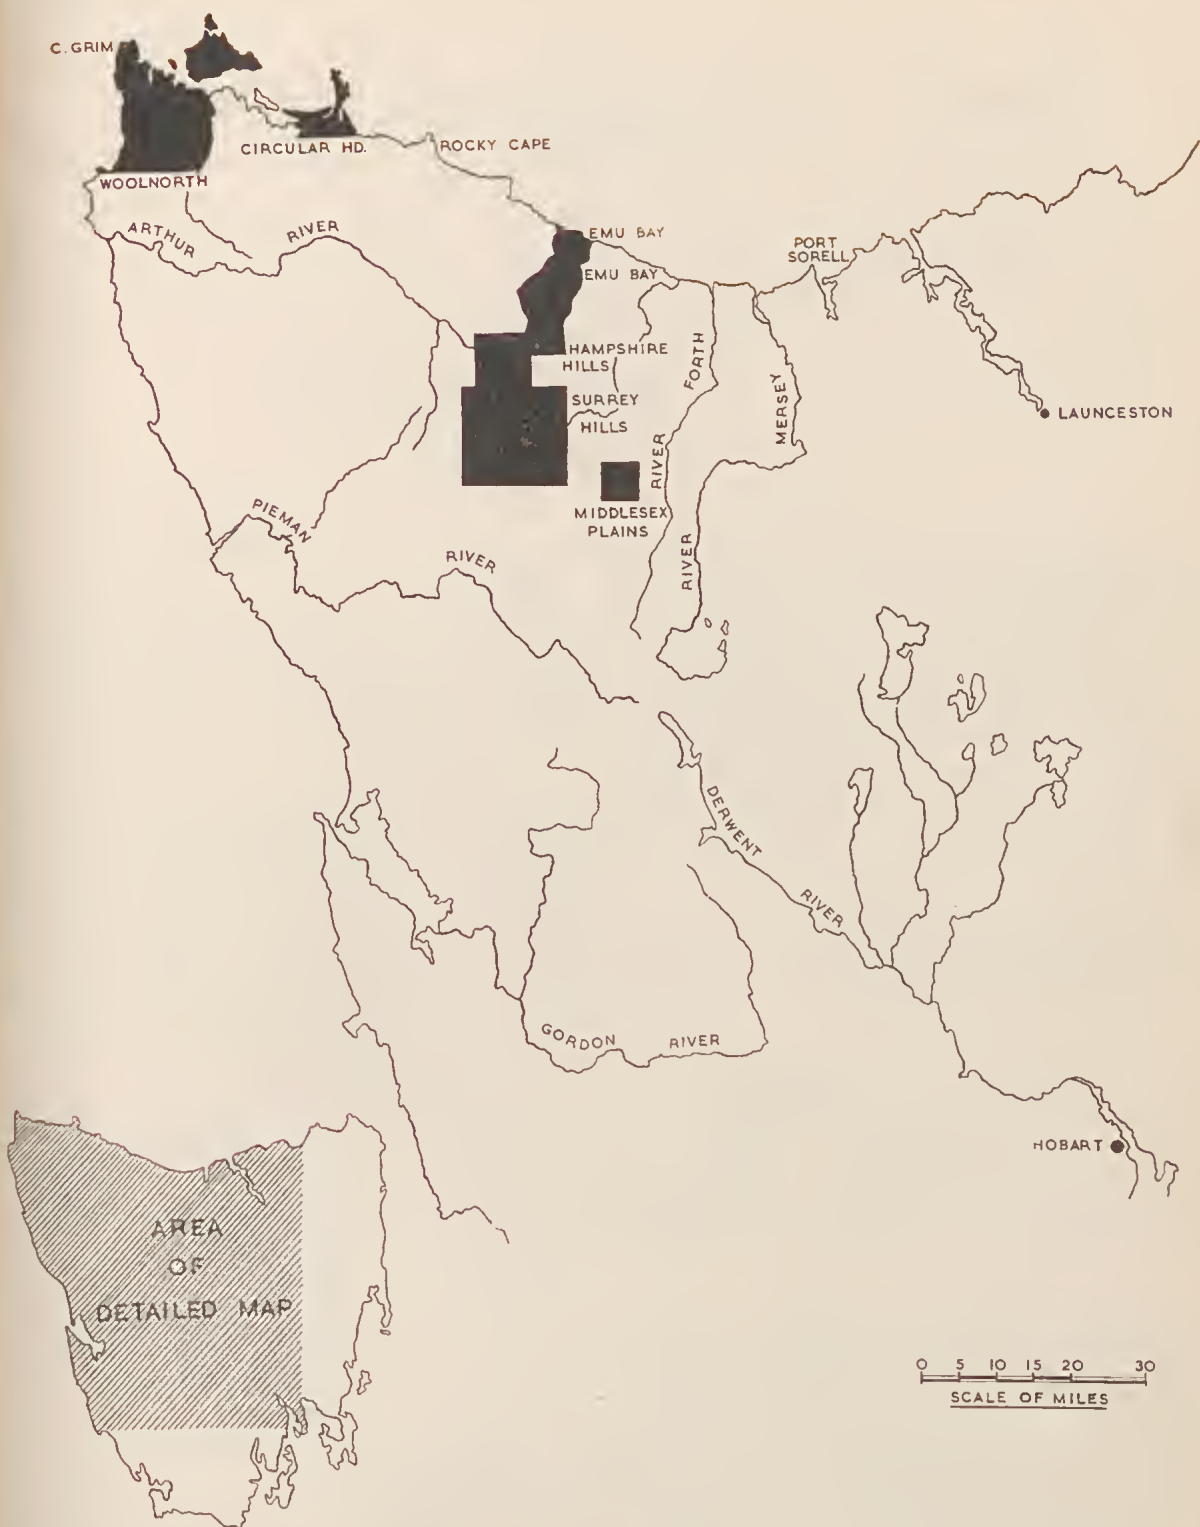 C. GRIM
CIRCULAR HD.
ROCKY CAPE
WOOLNORTH
ARTHUR
RIVER
EMU BAY
EMU BAY
PORT
SORELL
HAMPSHIRE
HILLS
SURREY
HILLS
FORTH
RIVER
MERSEY
RIVER
LAUNCESTON
MIDDLESEX
PLAINS
PIEMAN
RIVER
DERWENT
RIVER
GORDON
RIVER
HOBART
AREA
OF
DETAILED MAP
0 5 10 15 20 30
SCALE OF MILES